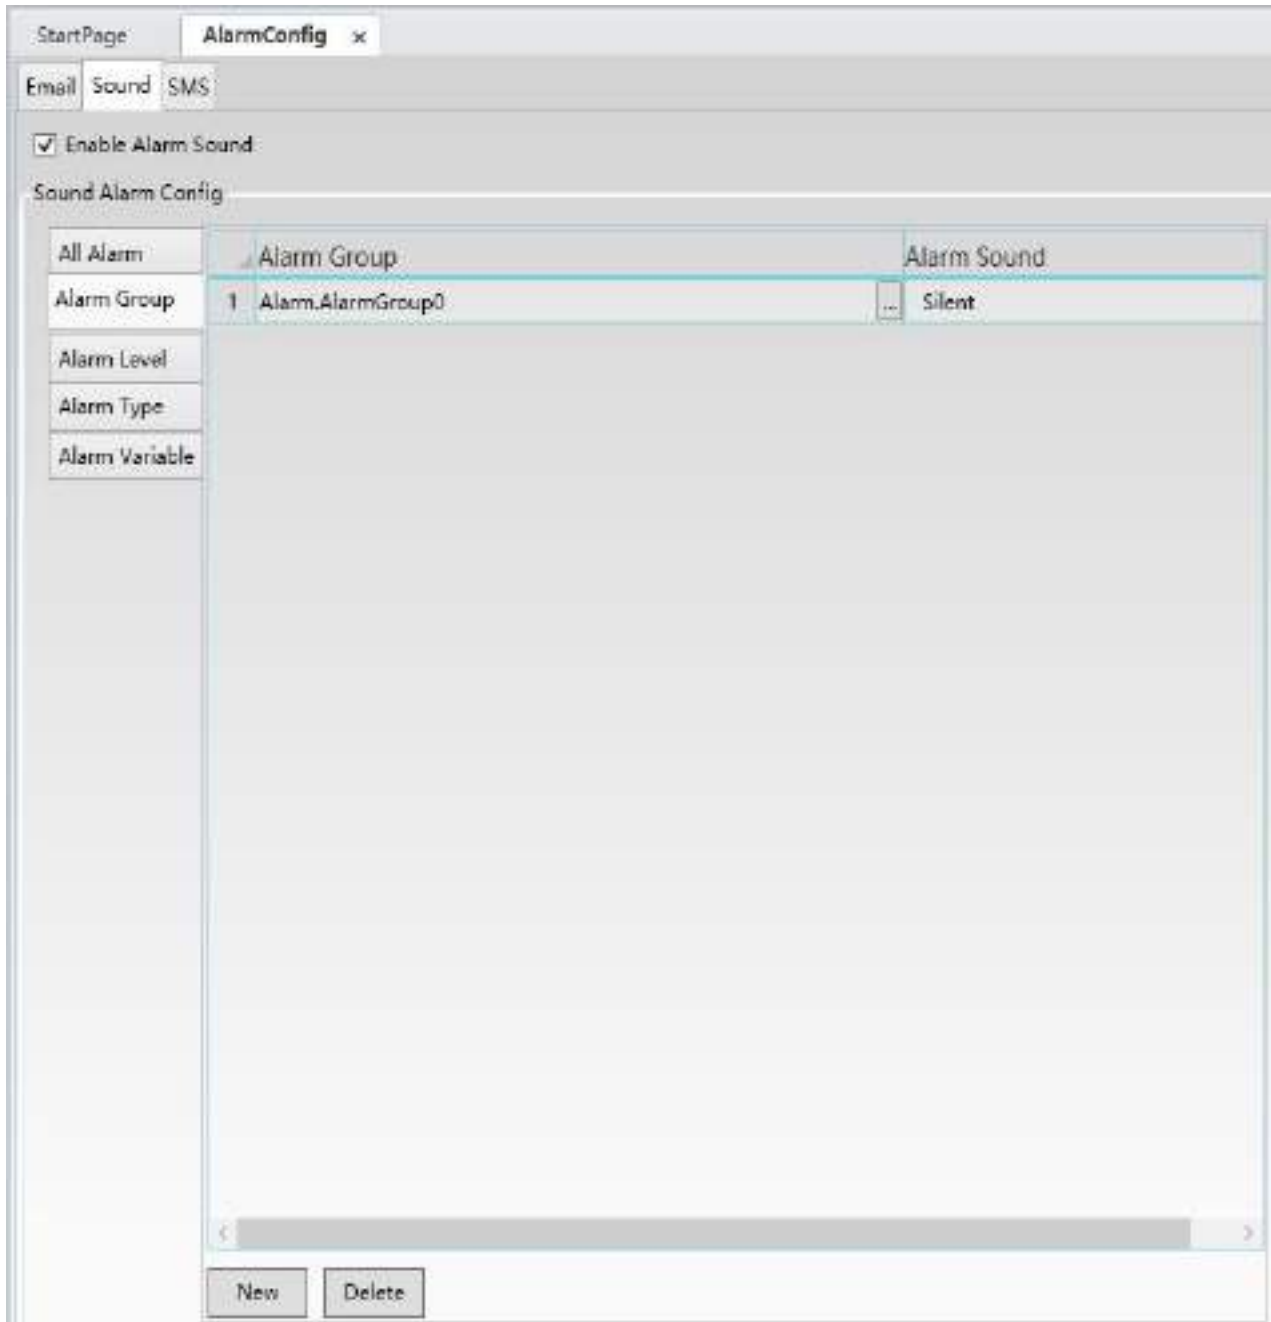 StartPage AlarmConfig ×
Email Sound SMS
Enable Alarm Sound
Sound Alarm Config
All Alarm
Alarm Group
Alarm Level
Alarm Type
Alarm Variable
Alarm Group Alarm Sound
1 Alarm.AlarmGroup0 ... Silent
New Delete